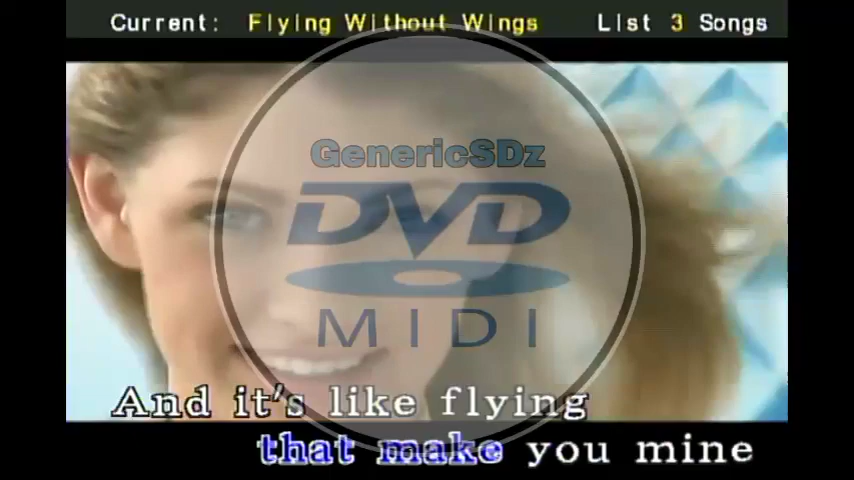 Current: Flying Without Wings List 3 Songs
GenericSDz
DVD
MIDI
And it's like flying
that make you mine